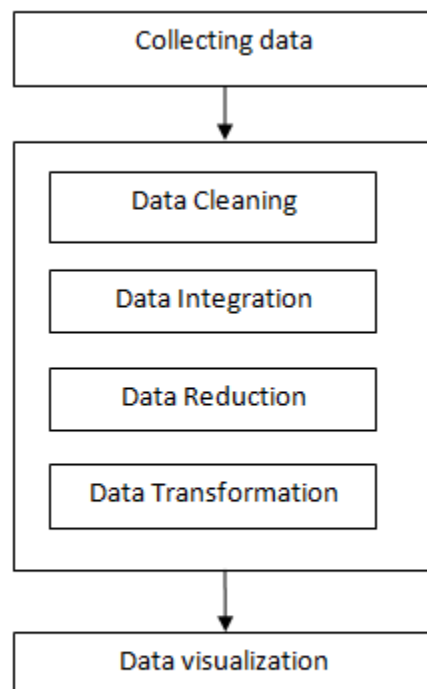 Collecting data
Data Cleaning
Data Integration
Data Reduction
Data Transformation
Data visualization